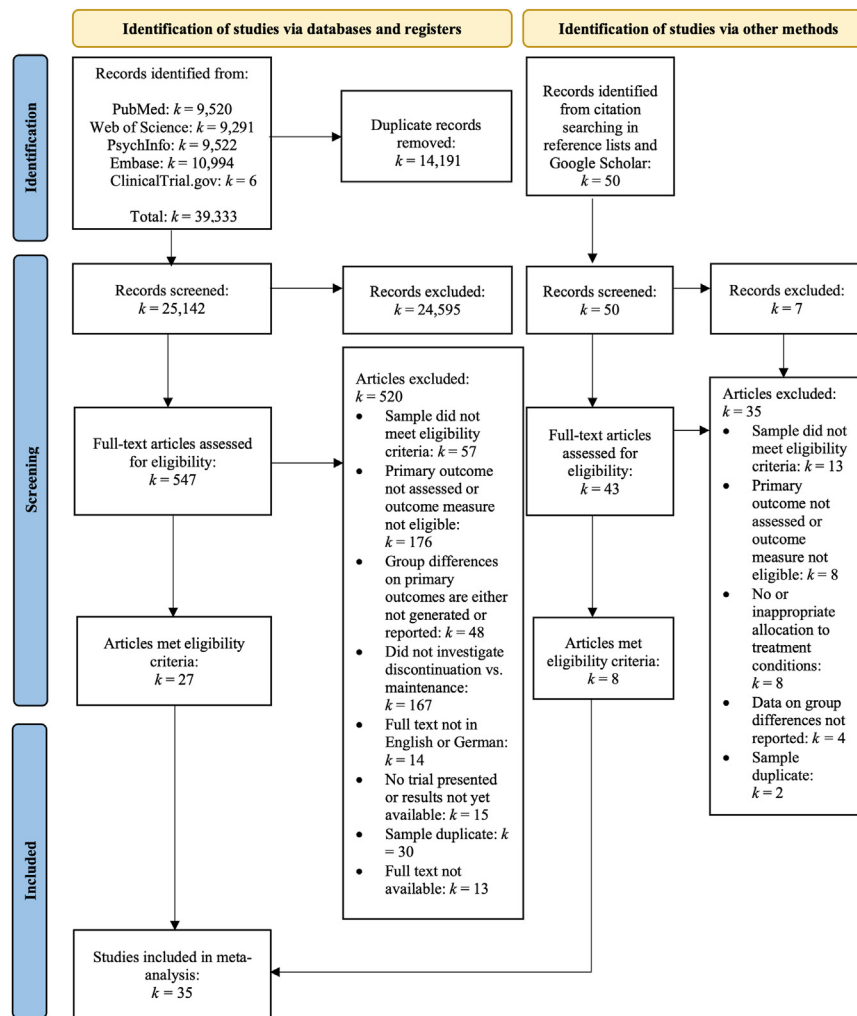 Identification of studies via databases and registers
Identification of studies via other methods
Identification
Records identified from:
PubMed: k = 9,520
Web of Science: k = 9,291
PsychInfo: k = 9,522
Embase: k = 10,994
ClinicalTrial.gov: k = 6
Total: k = 39,333
Duplicate records
removed:
k = 14,191
Records identified
from citation
searching in
reference lists and
Google Scholar:
k = 50
Screening
Records screened:
k = 25,142
Records excluded:
k = 24,595
Records screened:
k = 50
Records excluded:
k = 7
Full-text articles assessed
for eligibility:
k = 547
Articles excluded:
k = 520
• Sample did not
meet eligibility
criteria: k = 57
• Primary outcome
not assessed or
outcome measure
not eligible:
k = 176
• Group differences
on primary
outcomes are either
not generated or
reported: k = 48
• Did not investigate
discontinuation vs.
maintenance:
k = 167
• Full text not in
English or German:
k = 14
• No trial presented
or results not yet
available: k = 15
• Sample duplicate: k
= 30
• Full text not
available: k = 13
Full-text articles
assessed for
eligibility:
k = 43
Articles excluded:
k = 35
• Sample did not
meet eligibility
criteria: k = 13
• Primary
outcome not
assessed or
outcome
measure not
eligible: k = 8
• No or
inappropriate
allocation to
treatment
conditions:
k = 8
• Data on group
differences not
reported: k = 4
• Sample
duplicate:
k = 2
Articles met eligibility
criteria:
k = 27
Articles met
eligibility criteria:
k = 8
Included
Studies included in meta-
analysis:
k = 35